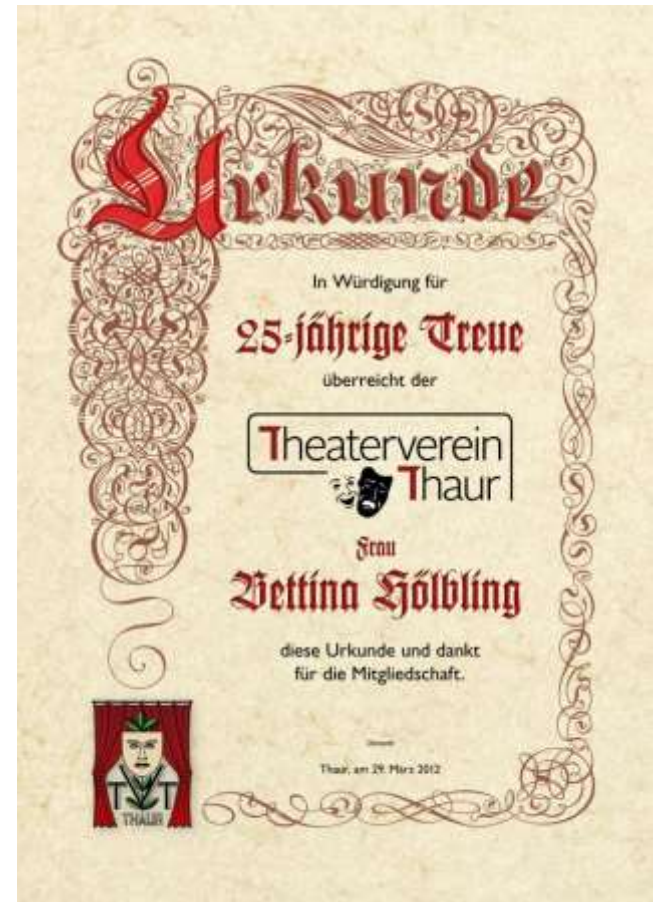 Urkunde
In Würdigung für
25-jährige Treue
überreicht der
Theaterverein
Thaur
Frau
Bettina Hölbling
diese Urkunde und dankt
für die Mitgliedschaft.
Thaur, am 29. März 2012
TVT
THAUR